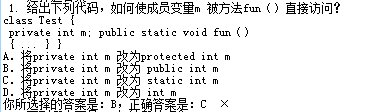 1. 给出下列代码，如何使成员变量m 被方法fun（）直接访问？
class Test {
private int m; public static void fun（）
{ ... } }
A．将private int m 改为protected int m
B．将private int m 改为 public int m
C．将private int m 改为 static int m
D．将private int m 改为 int m
你所选择的答案是：B，正确答案是：C ×